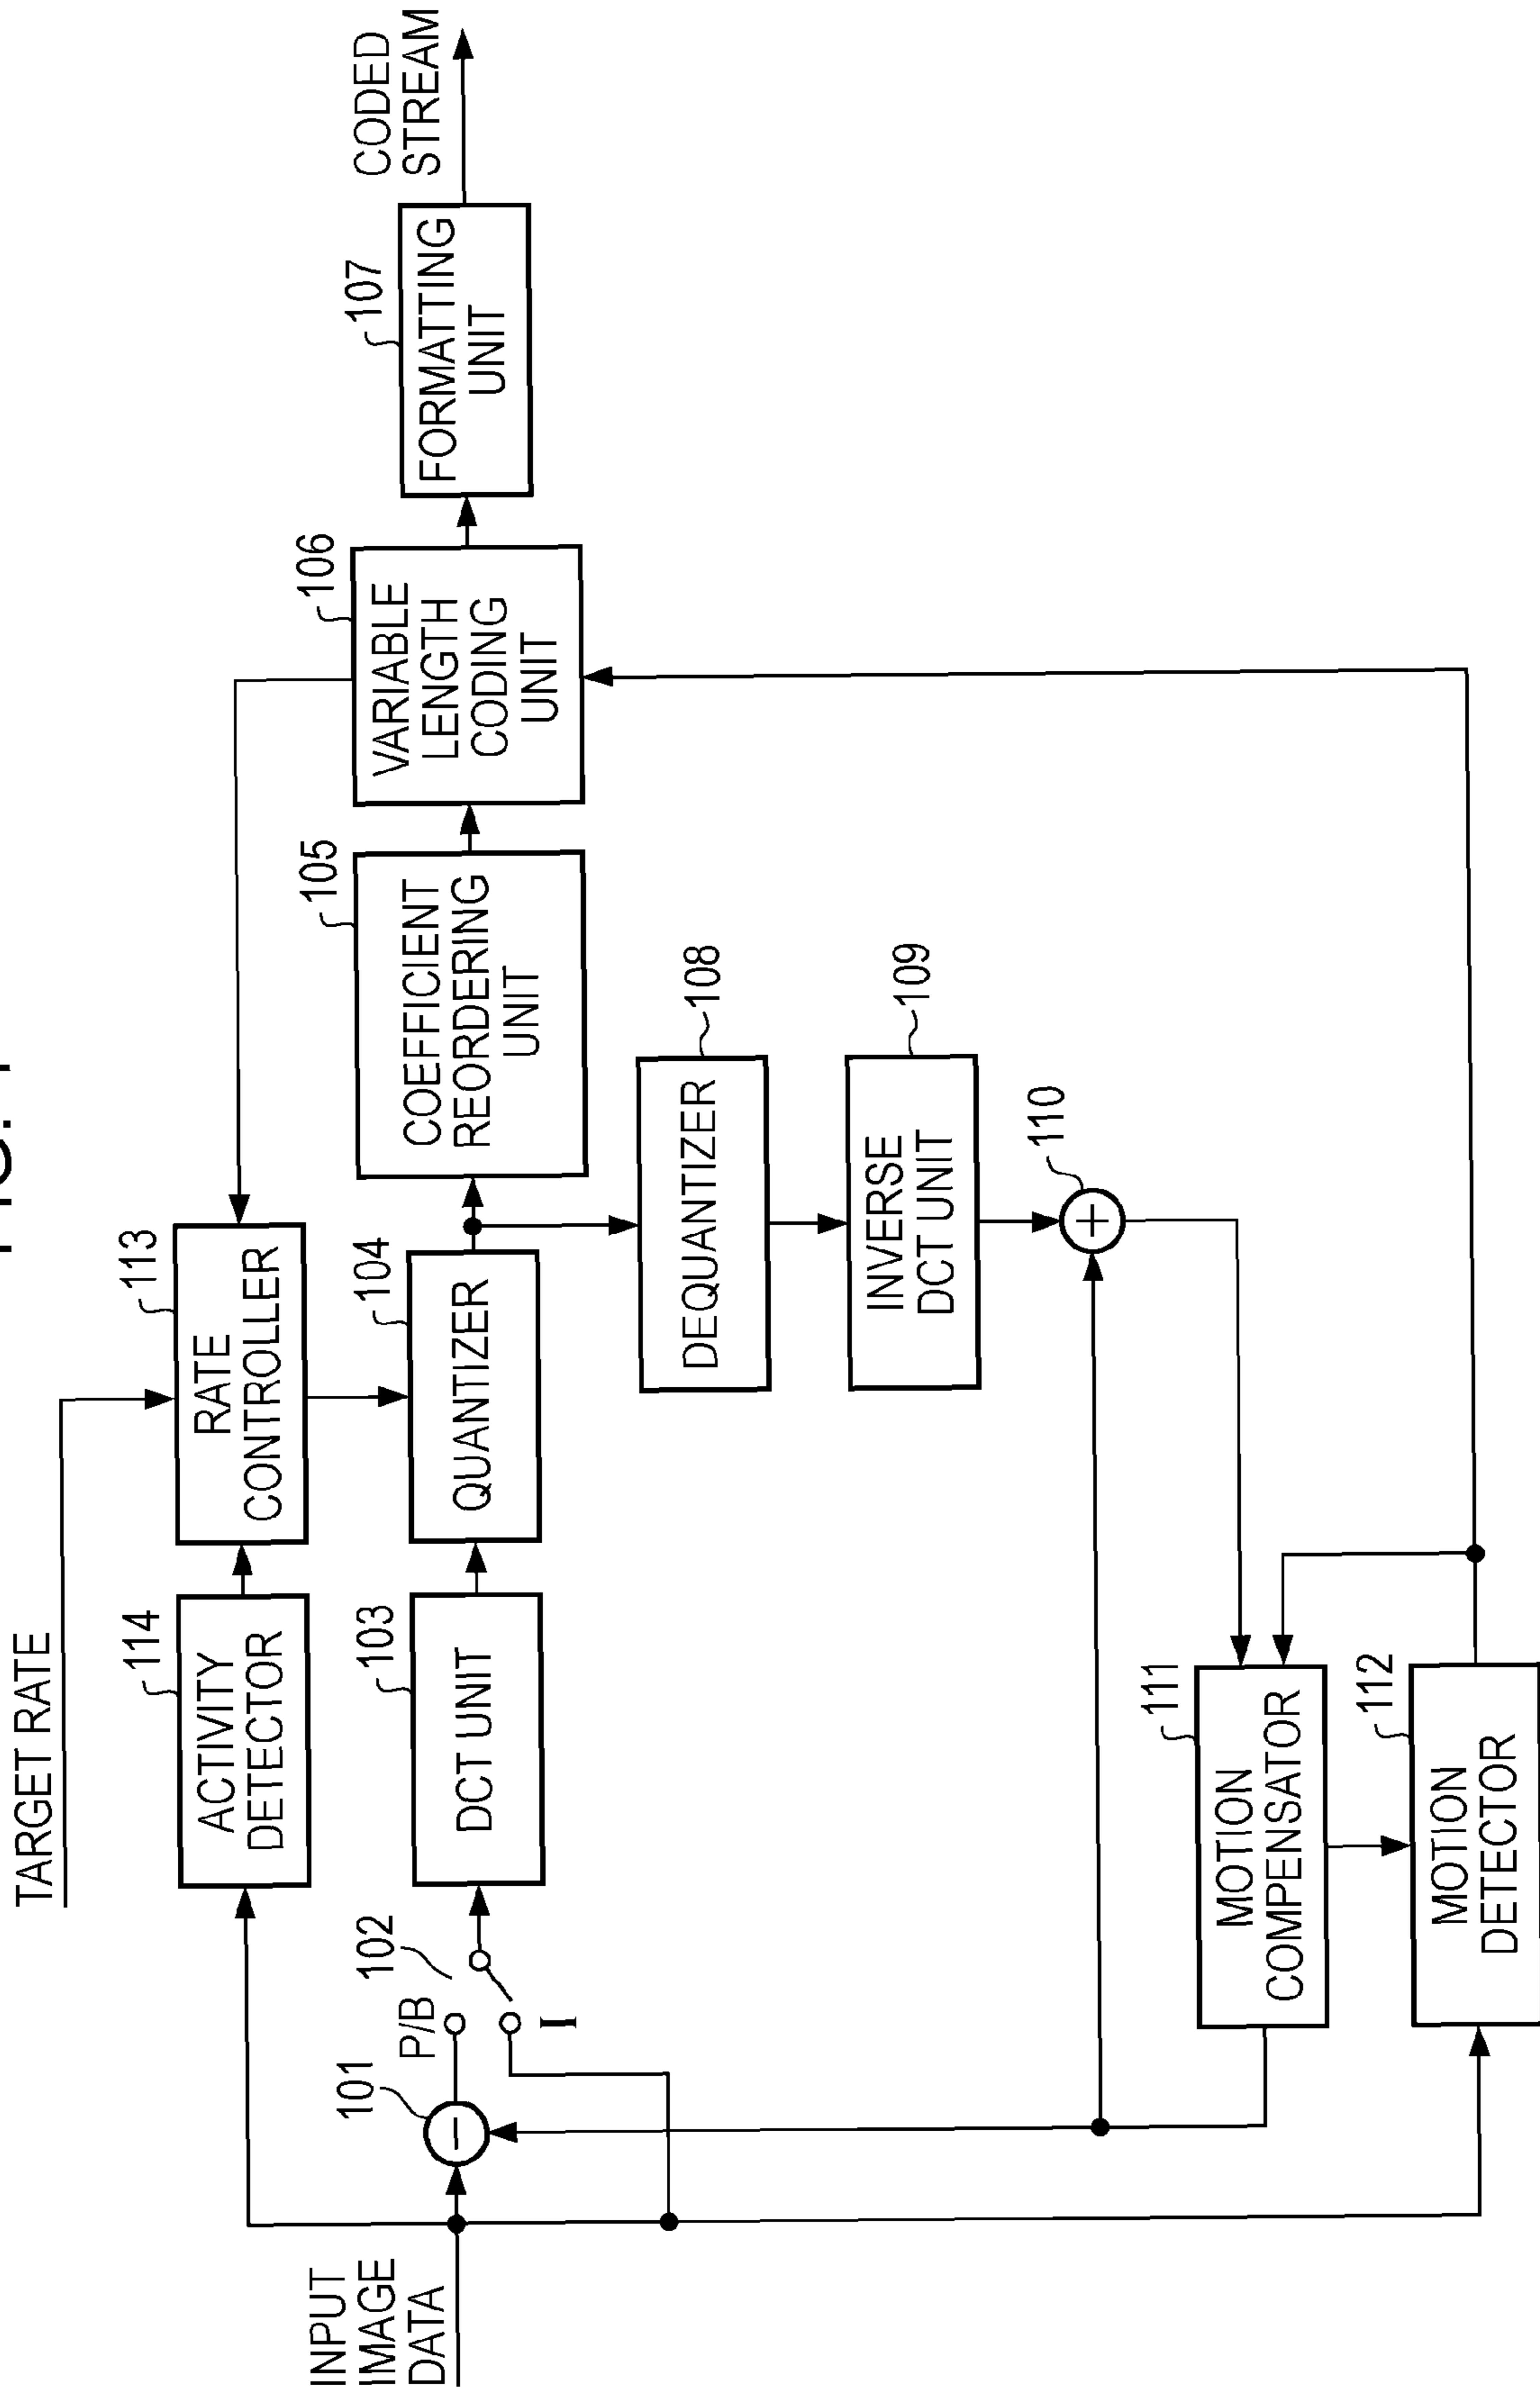 TARGET RATE
114
ACTIVITY
DETECTOR
113
RATE
CONTROLLER
INPUT
IMAGE
DATA
101
P/B
102
I
103
DCT UNIT
104
QUANTIZER
105
COEFFICIENT
REORDERING
UNIT
106
VARIABLE
LENGTH
CODING
UNIT
107
FORMATTING
UNIT
CODED
STREAM
DEQUANTIZER
108
INVERSE
DCT UNIT
109
110
111
MOTION
COMPENSATOR
112
MOTION
DETECTOR